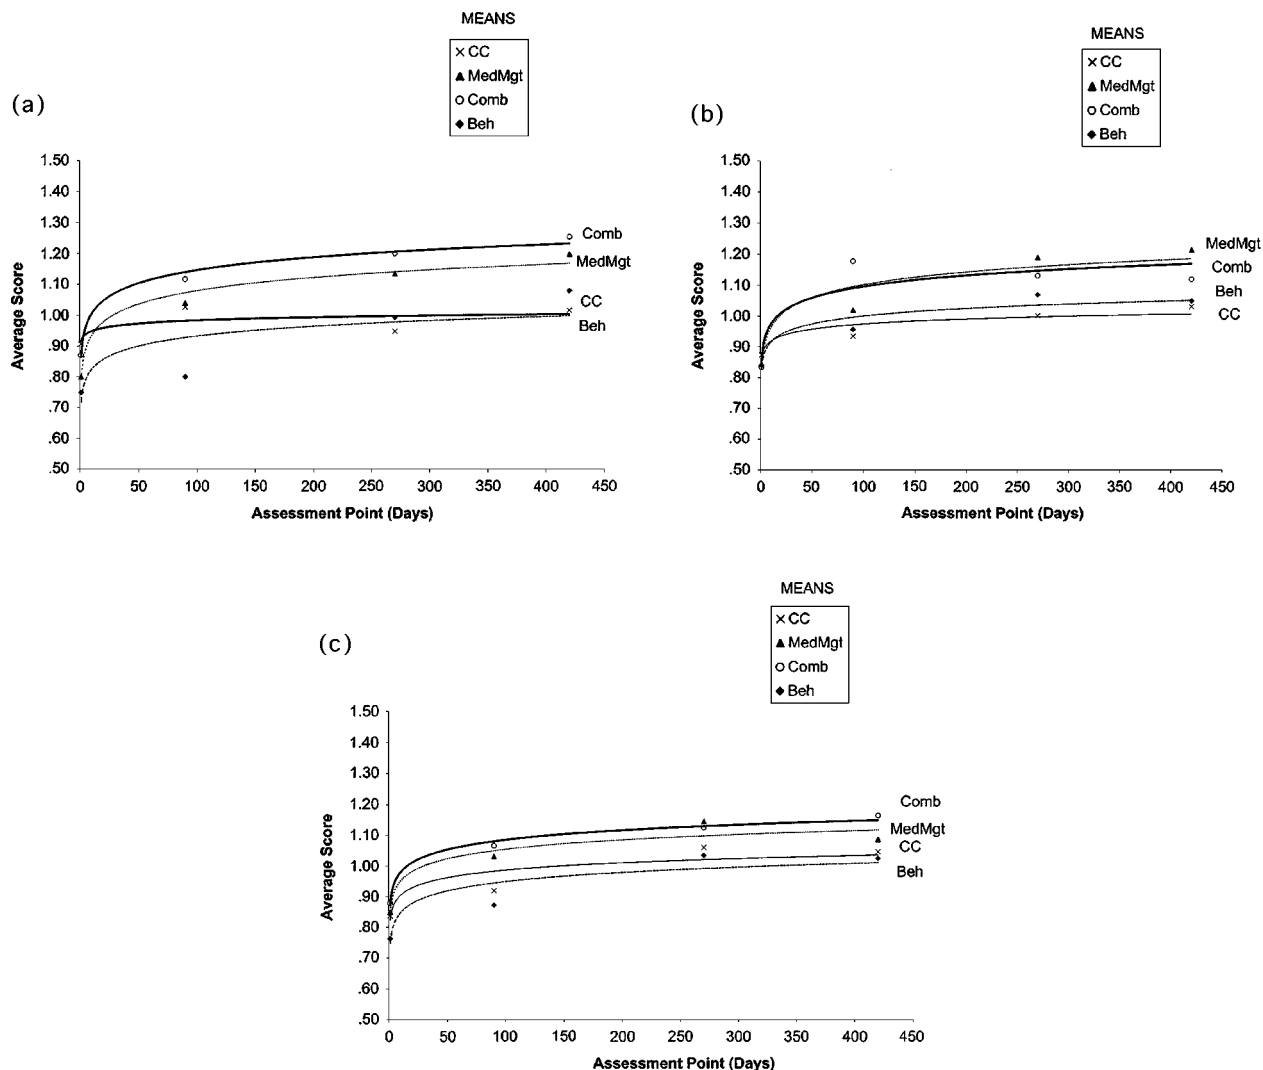 MEANS
× CC
▲ MedMgt
○ Comb
◆ Beh
(a)
1.50
1.40
1.30
1.20
1.10
1.00
.90
.80
.70
.60
.50
Average Score
Comb
MedMgt
CC
Beh
0 50 100 150 200 250 300 350 400 450
Assessment Point (Days)
MEANS
× CC
▲ MedMgt
○ Comb
◆ Beh
(b)
1.50
1.40
1.30
1.20
1.10
1.00
.90
.80
.70
.60
.50
Average Score
MedMgt
Comb
Beh
CC
0 50 100 150 200 250 300 350 400 450
Assessment Point (Days)
MEANS
× CC
▲ MedMgt
○ Comb
◆ Beh
(c)
1.50
1.40
1.30
1.20
1.10
1.00
.90
.80
.70
.60
.50
Average Score
Comb
MedMgt
CC
Beh
0 50 100 150 200 250 300 350 400 450
Assessment Point (Days)